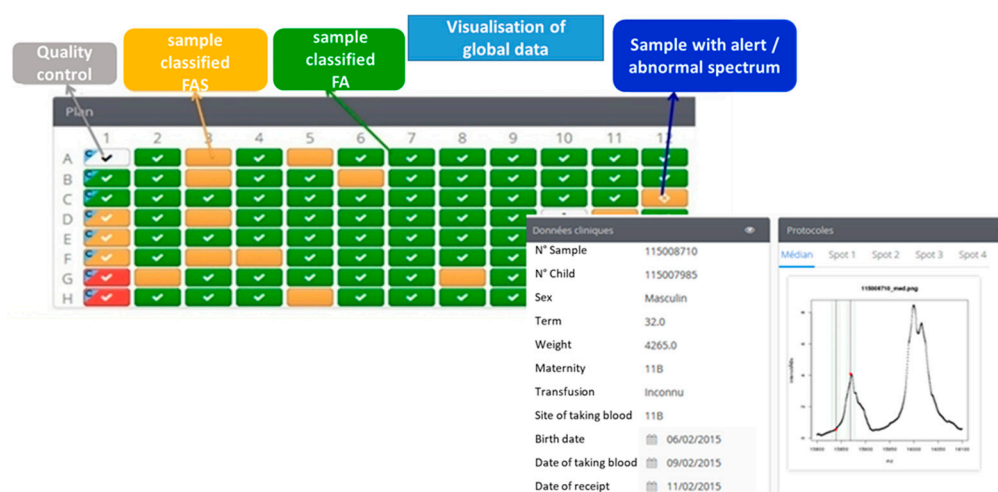 Visualisation of
global data
Quality
control
sample
classified
FAS
sample
classified
FA
Sample with alert /
abnormal spectrum
Plan
1 2 3 4 5 6 7 8 9 10 11 12
A
B
C
D
E
F
G
H
Données cliniques
N° Sample 115008710
N° Child 115007985
Sex Masculin
Term 32.0
Weight 4265.0
Maternity 11B
Transfusion Inconnu
Site of taking blood 11B
Birth date 06/02/2015
Date of taking blood 09/02/2015
Date of receipt 11/02/2015
Protocoles
Médian Spot 1 Spot 2 Spot 3 Spot 4
115008710_med.png